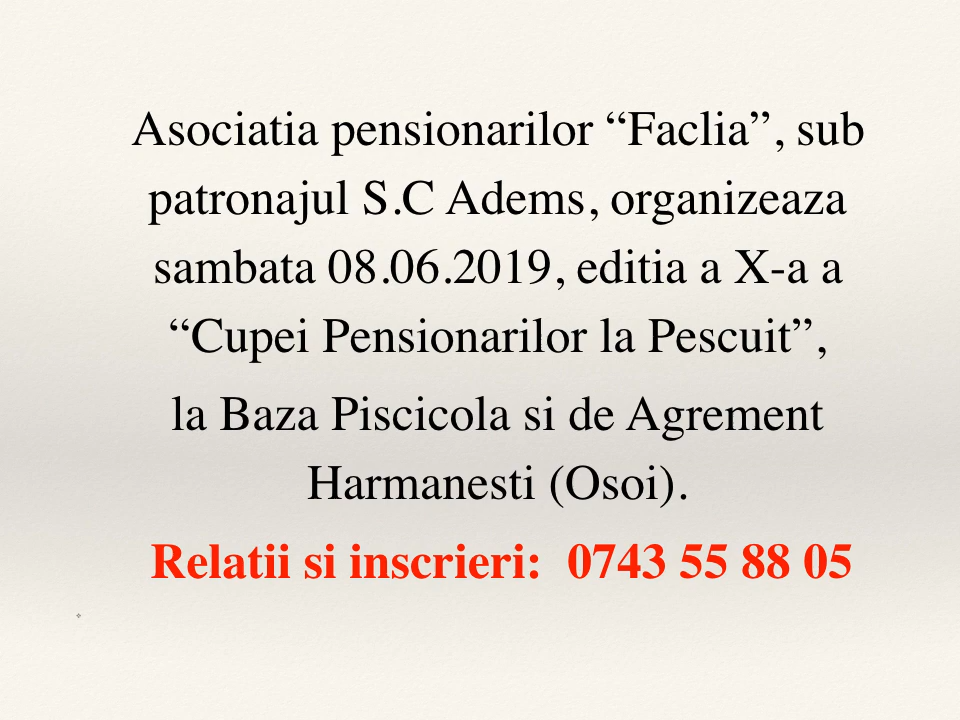 Asociatia pensionarilor “Faclia”, sub
patronajul S.C Adems, organizeaza
sambata 08.06.2019, editia a X-a a
“Cupei Pensionarilor la Pescuit”,
la Baza Piscicola si de Agrement
Harmanesti (Osoi).
Relatii si inscrieri:  0743 55 88 05